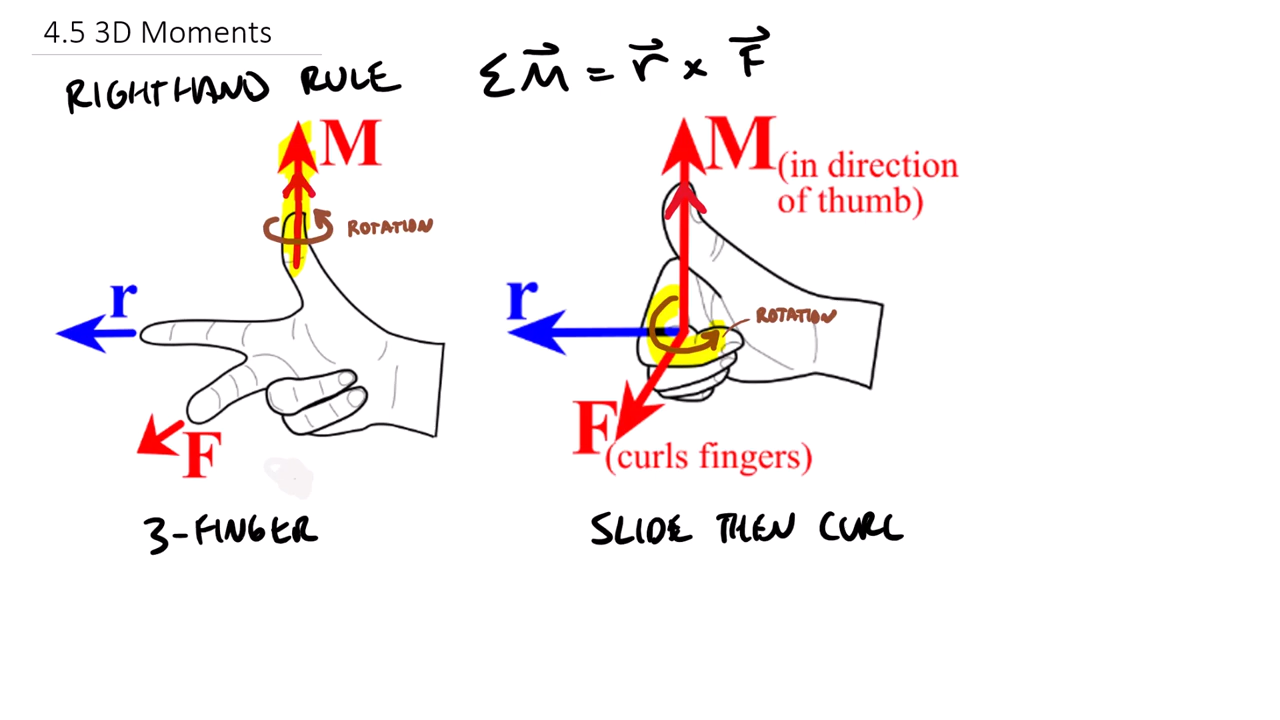 4.5 3D Moments
RIGHTHAND RULE
ΣM⃗ = r⃗ × F⃗
M
ROTATION
r
F
3-FINGER
M (in direction
of thumb)
r
ROTATION
F (curls fingers)
SLIDE THEN CURL